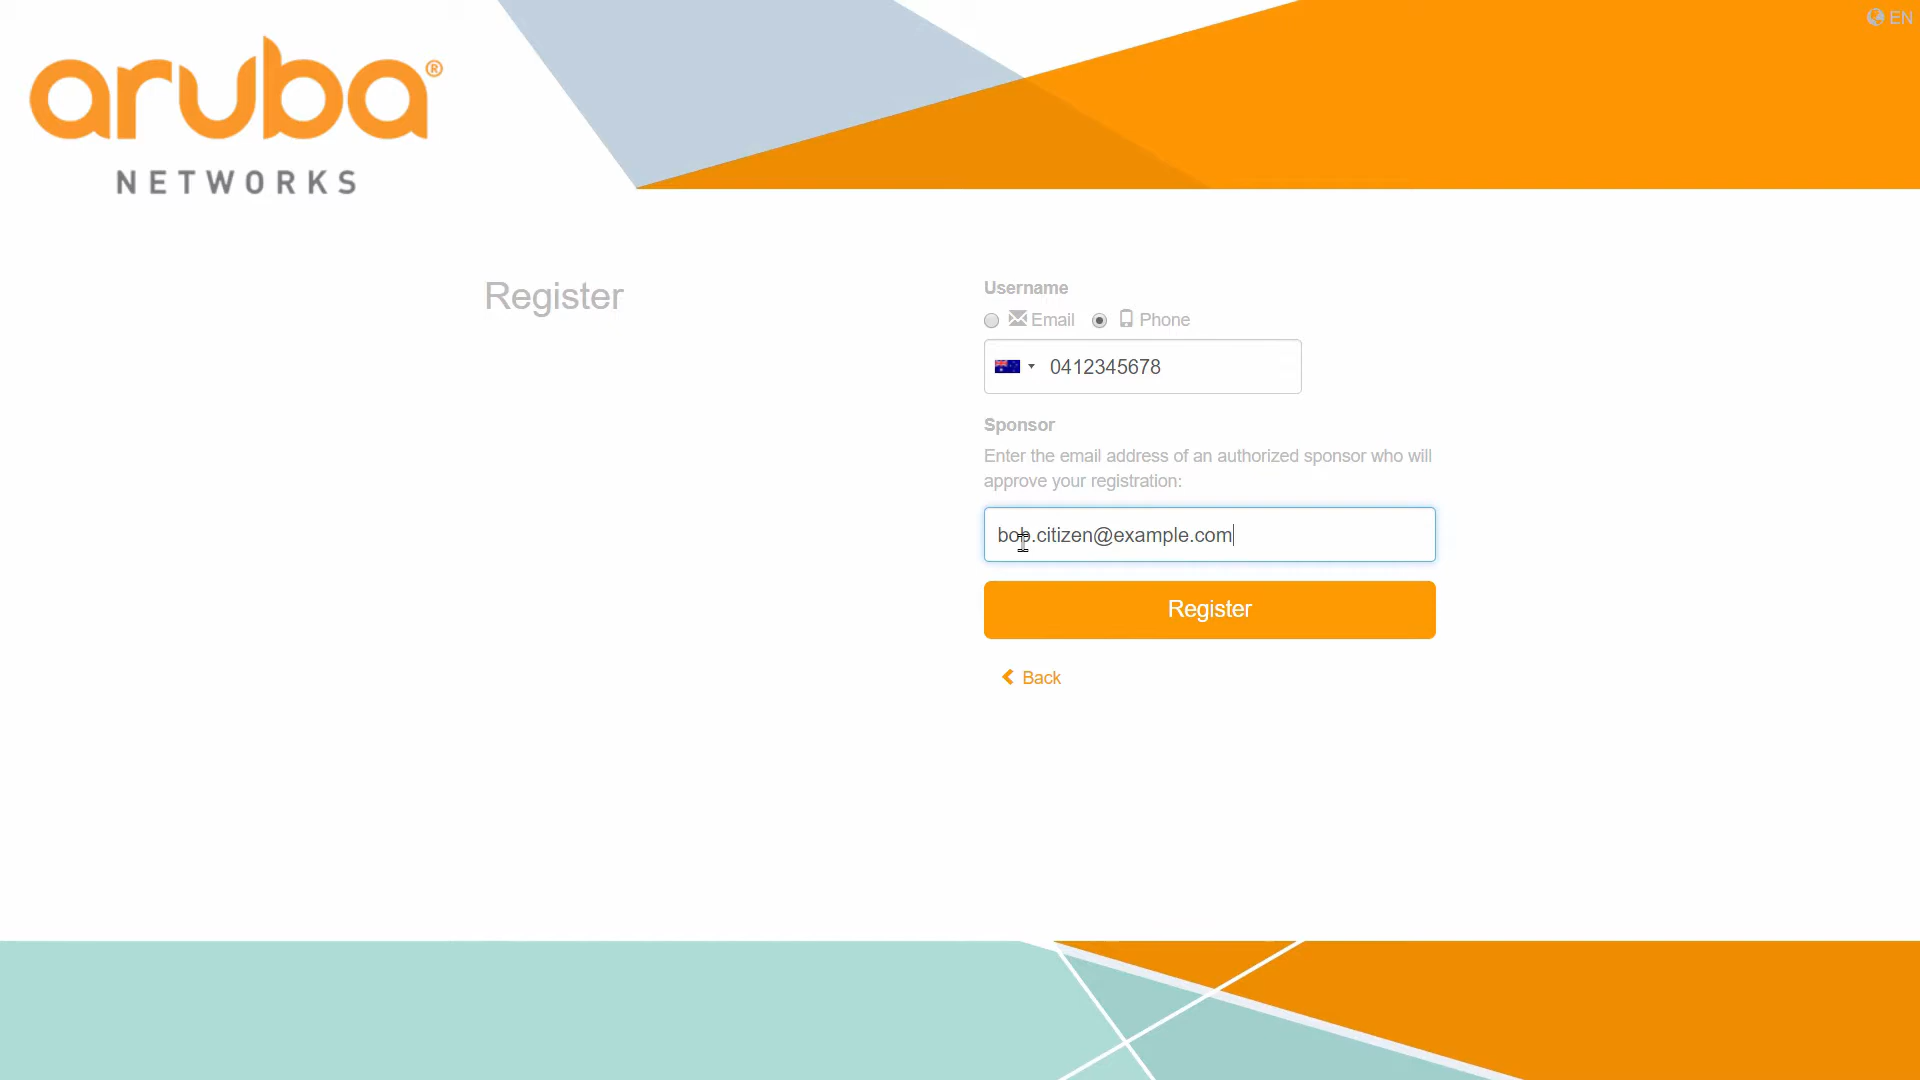 aruba®
NETWORKS
EN
Register
Username
Email Phone
0412345678
Sponsor
Enter the email address of an authorized sponsor who will
approve your registration:
bob.citizen@example.com
Register
Back